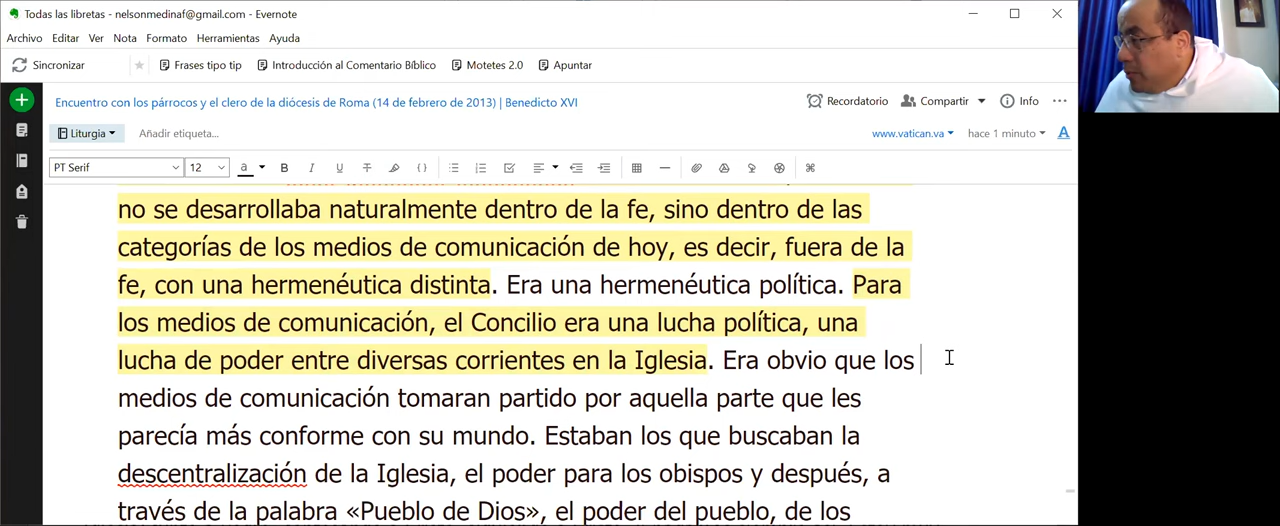 Todas las libretas - nelsonmedinaf@gmail.com - Evernote
Archivo Editar Ver Nota Formato Herramientas Ayuda
Sincronizar Frases tipo tip Introducción al Comentario Bíblico Motetes 2.0 Apuntar
Encuentro con los párrocos y el clero de la diócesis de Roma (14 de febrero de 2013) | Benedicto XVI Recordatorio Compartir Info
Liturgia Añadir etiqueta... www.vatican.va hace 1 minuto A
PT Serif 12 a B I T { }
no se desarrollaba naturalmente dentro de la fe, sino dentro de las
categorías de los medios de comunicación de hoy, es decir, fuera de la
fe, con una hermenéutica distinta. Era una hermenéutica política. Para
los medios de comunicación, el Concilio era una lucha política, una
lucha de poder entre diversas corrientes en la Iglesia. Era obvio que los
medios de comunicación tomaran partido por aquella parte que les
parecía más conforme con su mundo. Estaban los que buscaban la
descentralización de la Iglesia, el poder para los obispos y después, a
través de la palabra «Pueblo de Dios», el poder del pueblo, de los